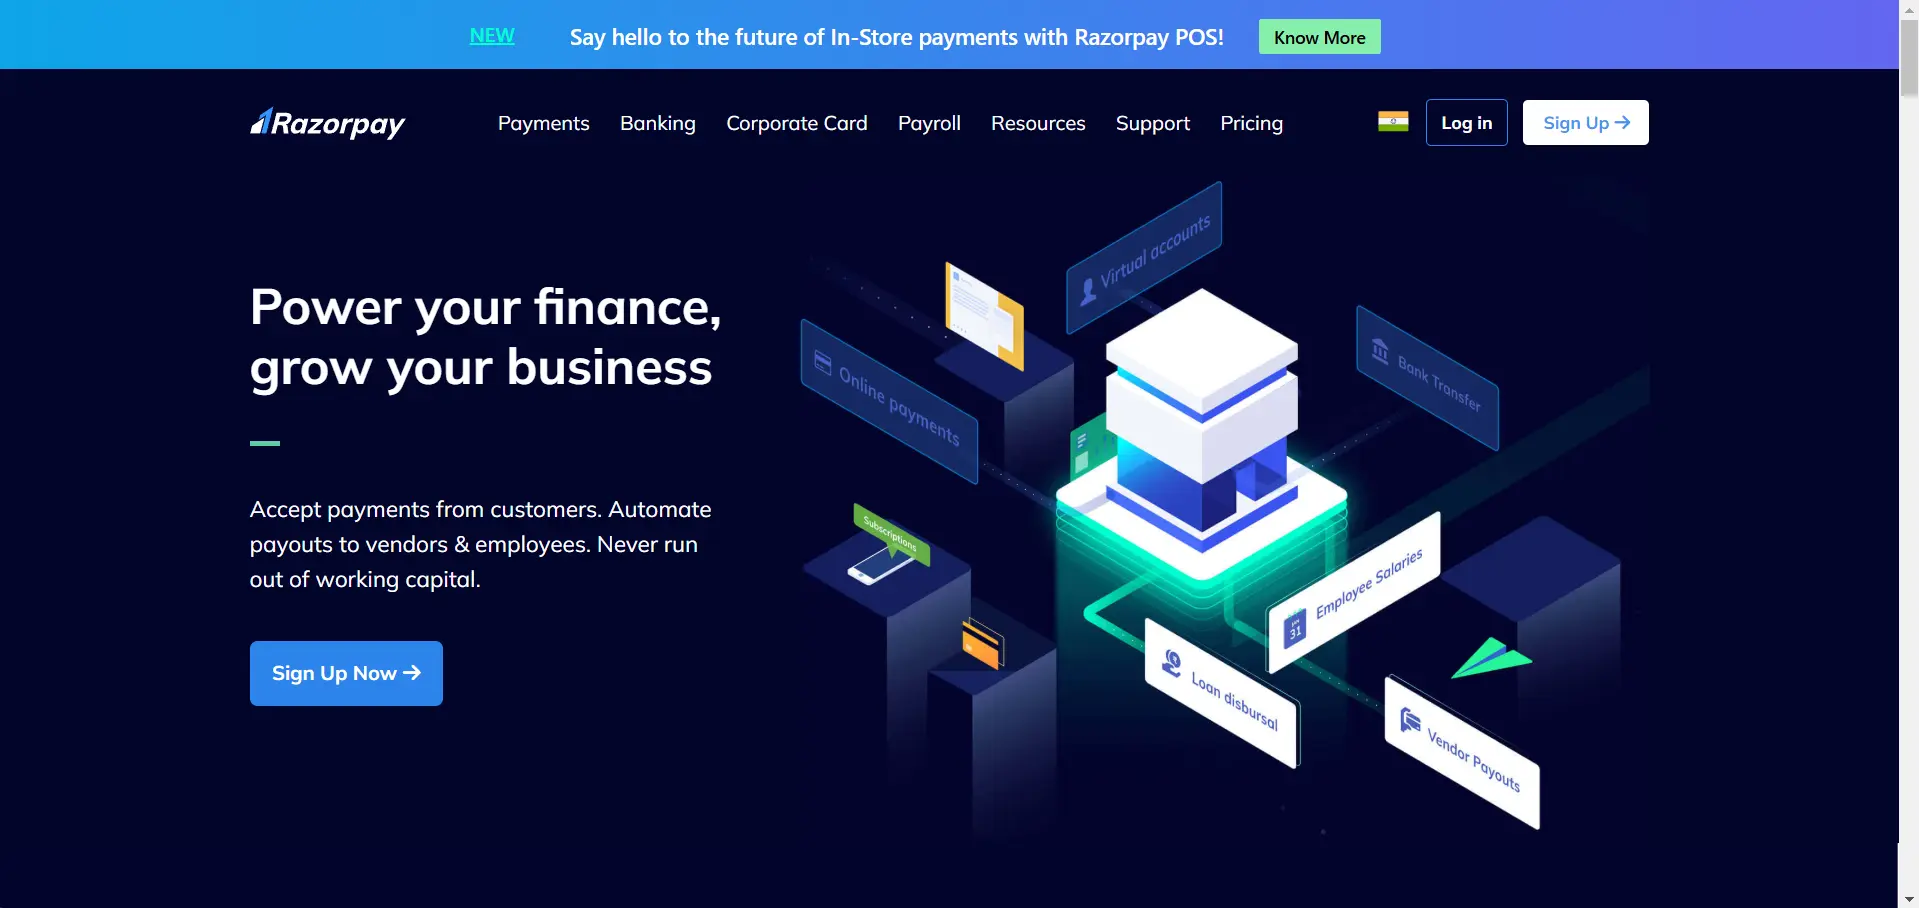 NEW Say hello to the future of In-Store payments with Razorpay POS! Know More
Razorpay Payments Banking Corporate Card Payroll Resources Support Pricing Log in Sign Up →
Power your finance,
grow your business
Accept payments from customers. Automate
payouts to vendors & employees. Never run
out of working capital.
Sign Up Now →
Virtual accounts
Online payments
Bank Transfer
Subscriptions
Employee Salaries
JAN
31
Loan disbursal
Vendor Payouts